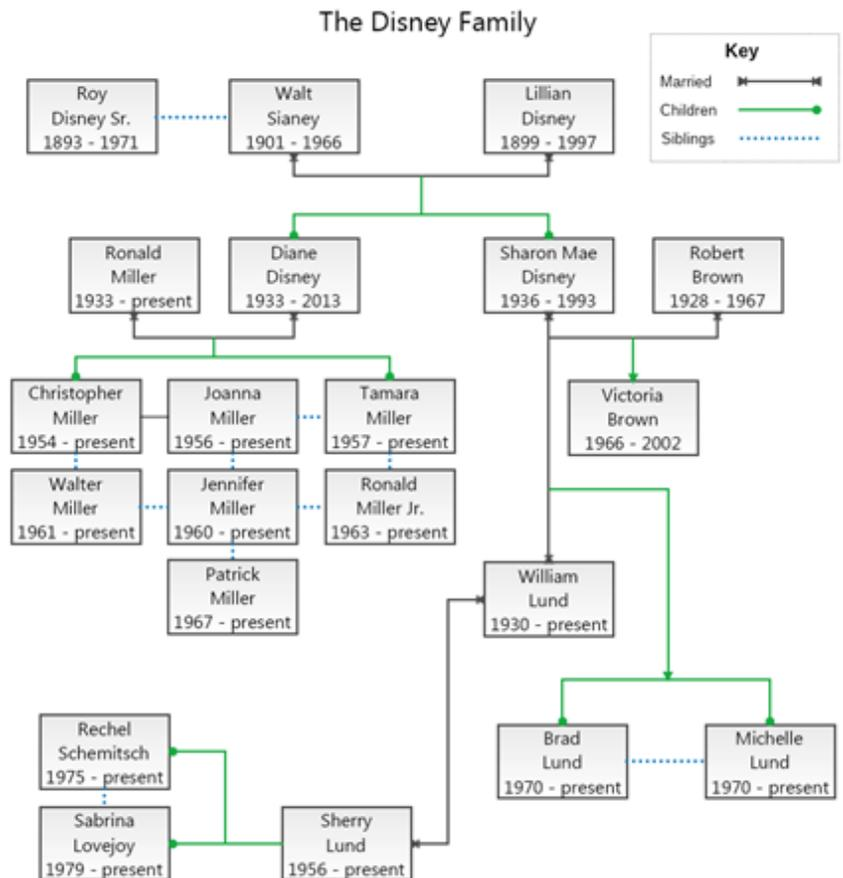 The Disney Family
Key
Married
Children
Siblings
Roy
Disney Sr.
1893 - 1971
Walt
Sianey
1901 - 1966
Lillian
Disney
1899 - 1997
Ronald
Miller
1933 - present
Diane
Disney
1933 - 2013
Sharon Mae
Disney
1936 - 1993
Robert
Brown
1928 - 1967
Christopher
Miller
1954 - present
Joanna
Miller
1956 - present
Tamara
Miller
1957 - present
Victoria
Brown
1966 - 2002
Walter
Miller
1961 - present
Jennifer
Miller
1960 - present
Ronald
Miller Jr.
1963 - present
Patrick
Miller
1967 - present
William
Lund
1930 - present
Rechel
Schemitsch
1975 - present
Brad
Lund
1970 - present
Michelle
Lund
1970 - present
Sabrina
Lovejoy
1979 - present
Sherry
Lund
1956 - present